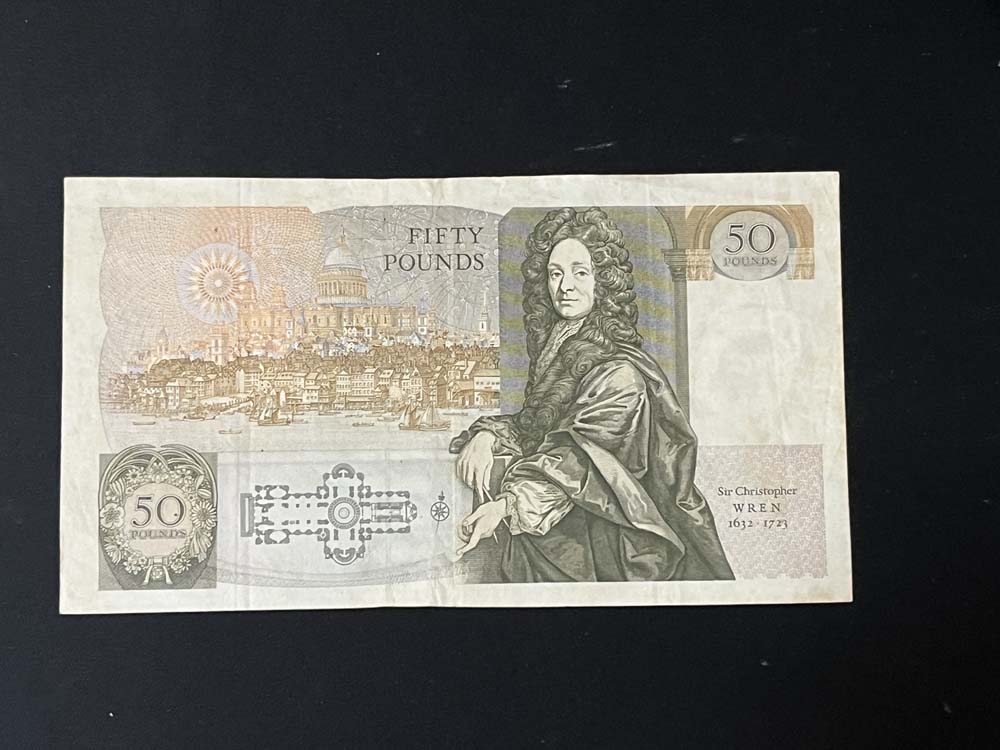 FIFTY
POUNDS
50
POUNDS
50
POUNDS
Sir Christopher
WREN
1632 · 1723